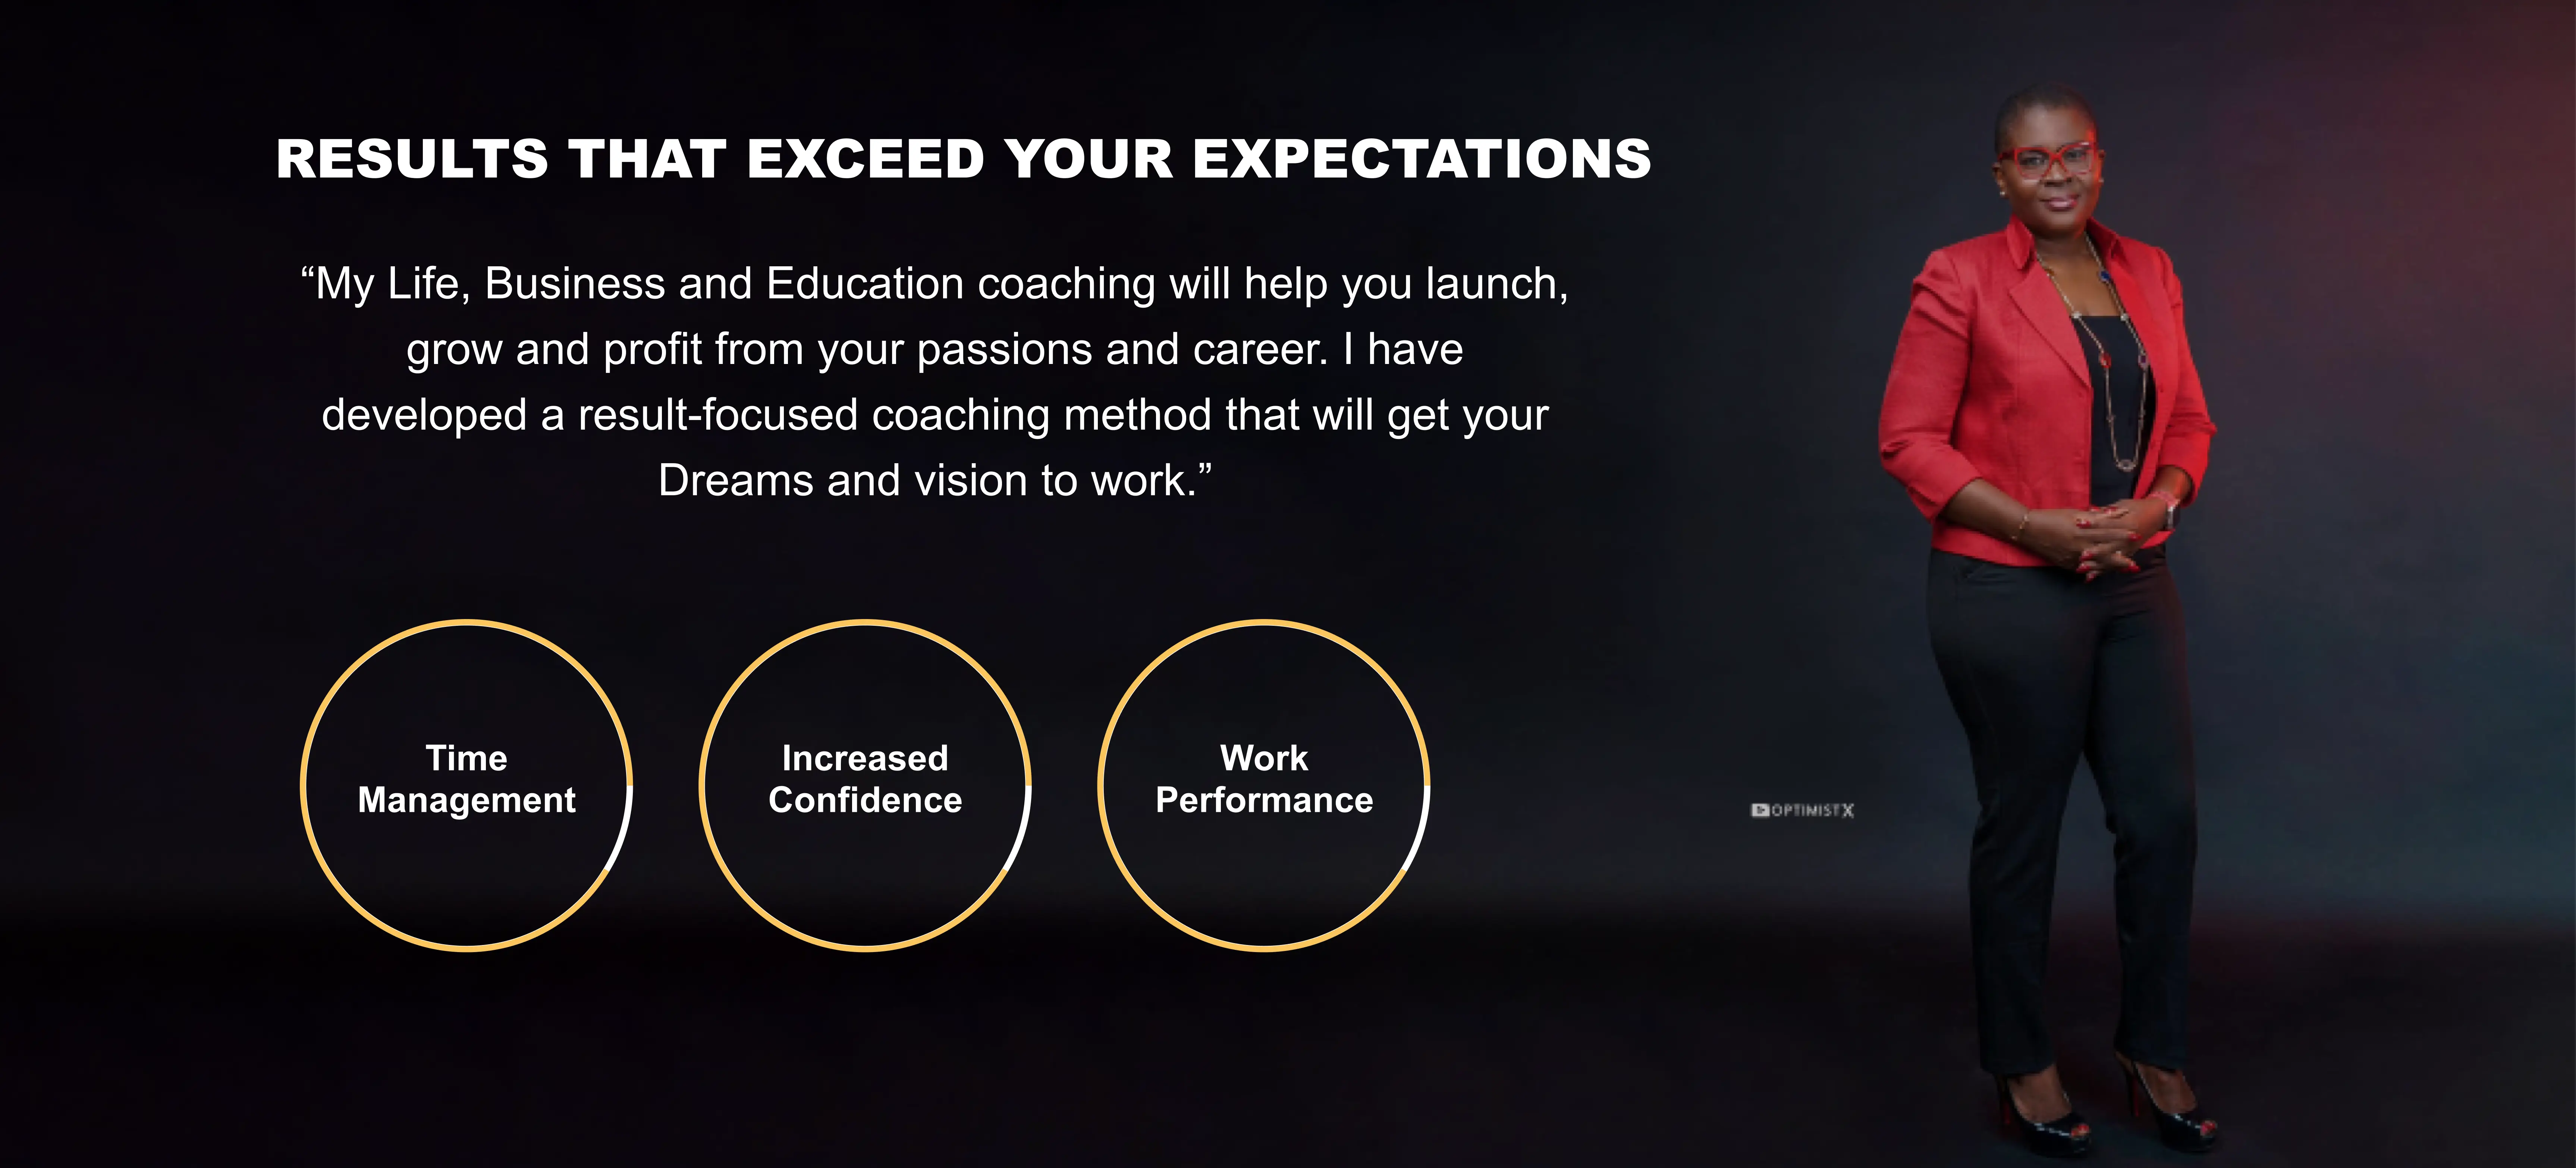 RESULTS THAT EXCEED YOUR EXPECTATIONS
“My Life, Business and Education coaching will help you launch,
grow and profit from your passions and career. I have
developed a result-focused coaching method that will get your
Dreams and vision to work.”
Time
Management
Increased
Confidence
Work
Performance
OPTIMISTX